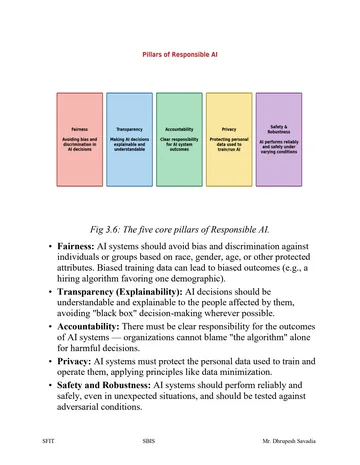 Pillars of Responsible AI
Fairness
Avoiding bias and
discrimination in
AI decisions
Transparency
Making AI decisions
explainable and
understandable
Accountability
Clear responsibility
for AI system
outcomes
Privacy
Protecting personal
data used to
train/run AI
Safety &
Robustness
AI performs reliably
and safely under
varying conditions
Fig 3.6: The five core pillars of Responsible AI.
• Fairness: AI systems should avoid bias and discrimination against
individuals or groups based on race, gender, age, or other protected
attributes. Biased training data can lead to biased outcomes (e.g., a
hiring algorithm favoring one demographic).
• Transparency (Explainability): AI decisions should be
understandable and explainable to the people affected by them,
avoiding "black box" decision-making wherever possible.
• Accountability: There must be clear responsibility for the outcomes
of AI systems — organizations cannot blame "the algorithm" alone
for harmful decisions.
• Privacy: AI systems must protect the personal data used to train and
operate them, applying principles like data minimization.
• Safety and Robustness: AI systems should perform reliably and
safely, even in unexpected situations, and should be tested against
adversarial conditions.
SFIT SBIS Mr. Dhrupesh Savadia